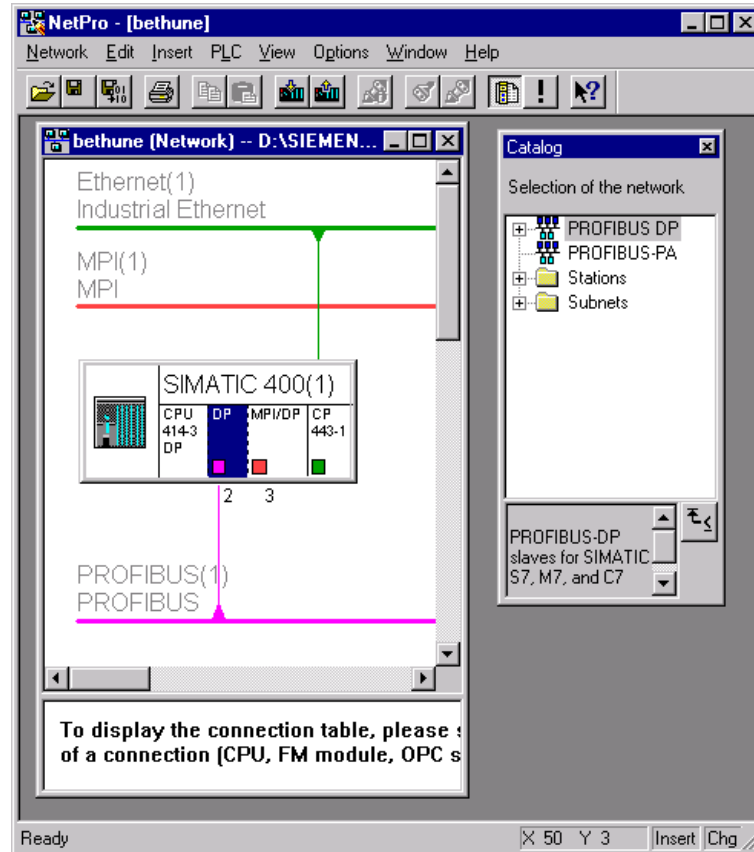 NetPro - [bethune]
Network Edit Insert PLC View Options Window Help
bethune (Network) -- D:\SIEMEN...
Ethernet(1)
Industrial Ethernet
MPI(1)
MPI
SIMATIC 400(1)
CPU 414-3 DP
DP
MPI/DP
CP 443-1
2 3
PROFIBUS(1)
PROFIBUS
To display the connection table, please s
of a connection (CPU, FM module, OPC s
Catalog
Selection of the network
PROFIBUS DP
PROFIBUS-PA
Stations
Subnets
PROFIBUS-DP
slaves for SIMATIC
S7, M7, and C7
Ready
X 50 Y 3
Insert
Chg